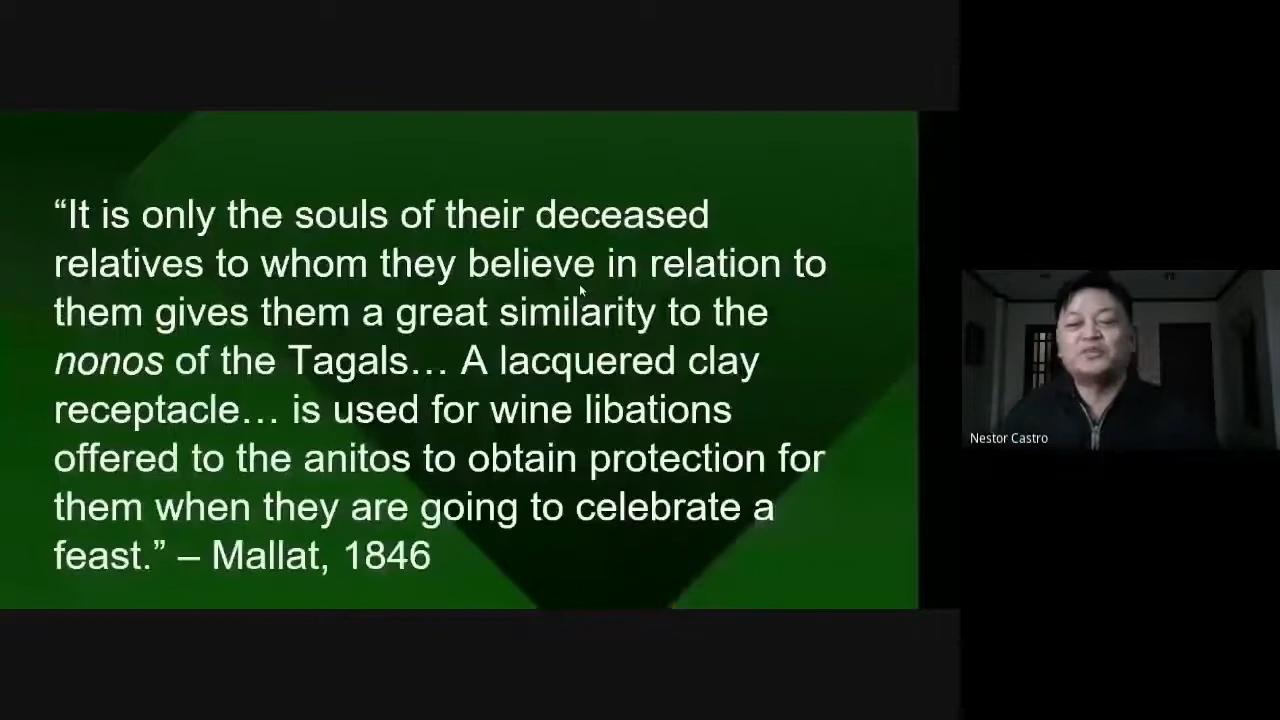 “It is only the souls of their deceased
relatives to whom they believe in relation to
them gives them a great similarity to the
nonos of the Tagals… A lacquered clay
receptacle… is used for wine libations
offered to the anitos to obtain protection for
them when they are going to celebrate a
feast.” – Mallat, 1846
Nestor Castro